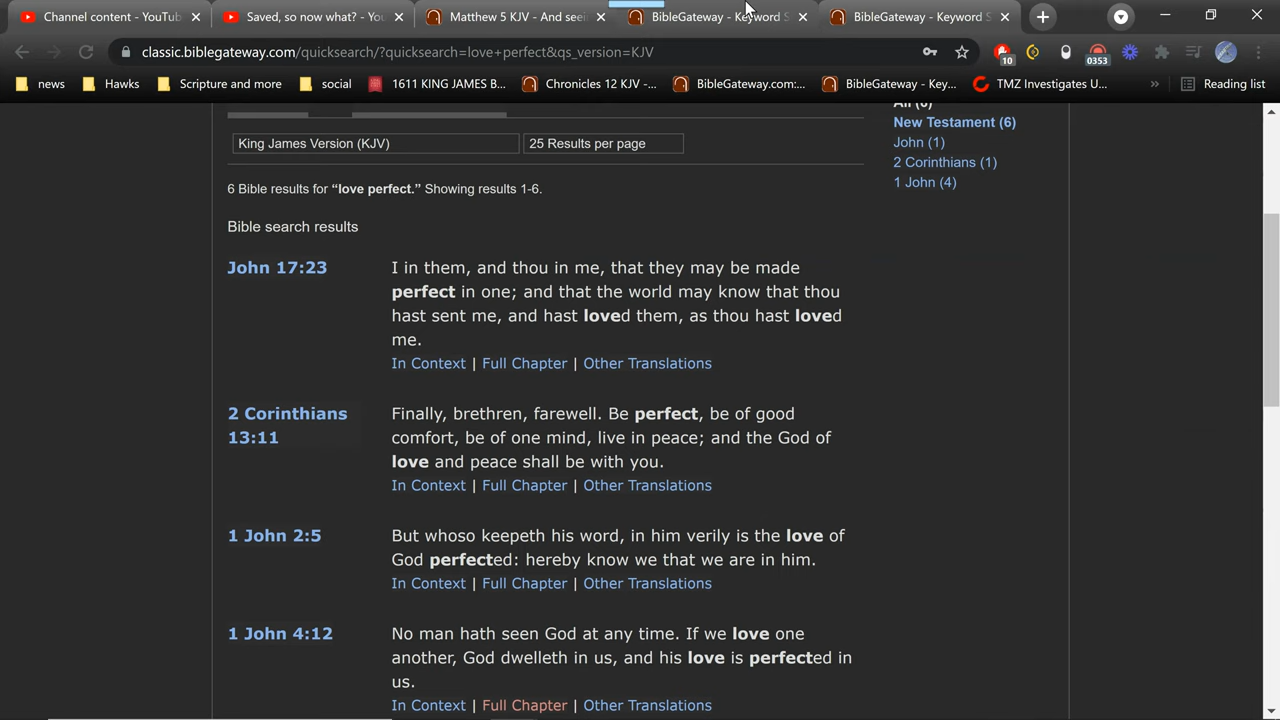 Channel content - YouTube
Saved, so now what? - You
Matthew 5 KJV - And seei
BibleGateway - Keyword S
BibleGateway - Keyword S
classic.biblegateway.com/quicksearch/?quicksearch=love+perfect&qs_version=KJV
10
0353
news
Hawks
Scripture and more
social
1611 KING JAMES B...
Chronicles 12 KJV -...
BibleGateway.com:...
BibleGateway - Key...
TMZ Investigates U...
»
Reading list
All (6)
New Testament (6)
John (1)
2 Corinthians (1)
1 John (4)
King James Version (KJV)
25 Results per page
6 Bible results for “love perfect.” Showing results 1-6.
Bible search results
John 17:23
I in them, and thou in me, that they may be made
perfect in one; and that the world may know that thou
hast sent me, and hast loved them, as thou hast loved
me.
In Context | Full Chapter | Other Translations
2 Corinthians
13:11
Finally, brethren, farewell. Be perfect, be of good
comfort, be of one mind, live in peace; and the God of
love and peace shall be with you.
In Context | Full Chapter | Other Translations
1 John 2:5
But whoso keepeth his word, in him verily is the love of
God perfected: hereby know we that we are in him.
In Context | Full Chapter | Other Translations
1 John 4:12
No man hath seen God at any time. If we love one
another, God dwelleth in us, and his love is perfected in
us.
In Context | Full Chapter | Other Translations